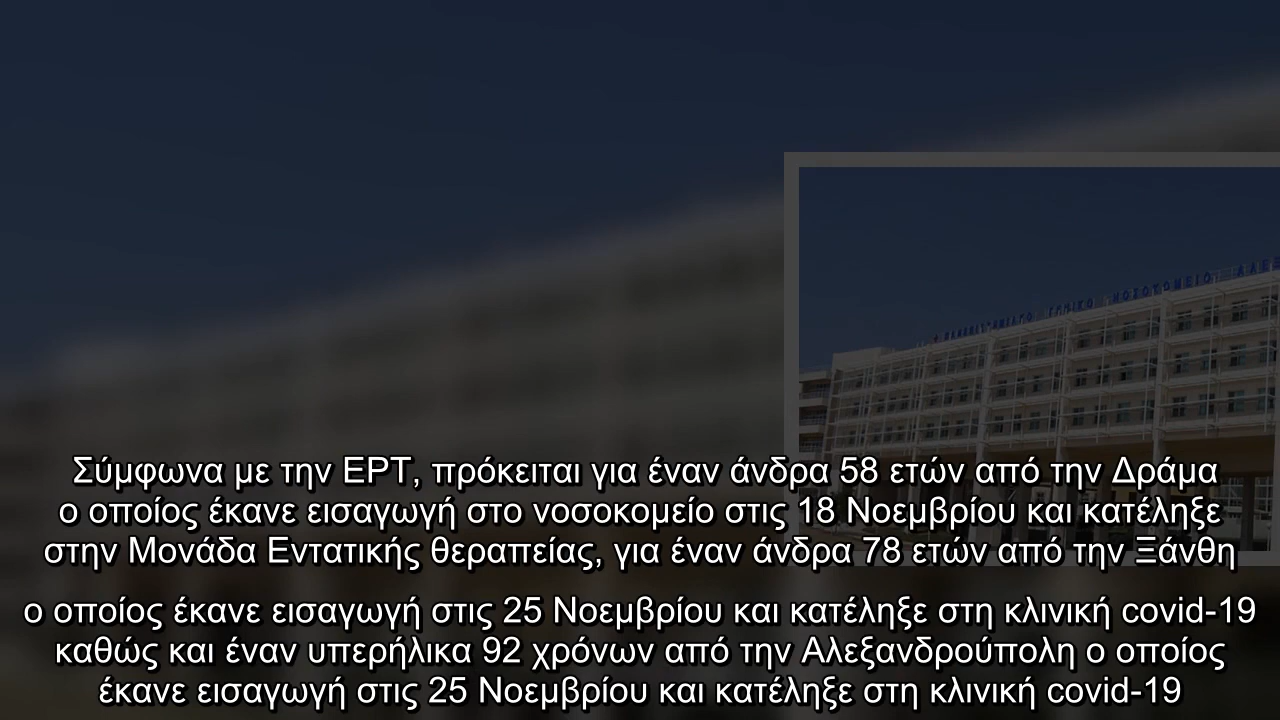 ΝΟΣΟΚΟΜΕΙΟ ΑΛΕΞ
Σύμφωνα με την ΕΡΤ, πρόκειται για έναν άνδρα 58 ετών από την Δράμα
ο οποίος έκανε εισαγωγή στο νοσοκομείο στις 18 Νοεμβρίου και κατέληξε
στην Μονάδα Εντατικής θεραπείας, για έναν άνδρα 78 ετών από την Ξάνθη
ο οποίος έκανε εισαγωγή στις 25 Νοεμβρίου και κατέληξε στη κλινική covid-19
καθώς και έναν υπερήλικα 92 χρόνων από την Αλεξανδρούπολη ο οποίος
έκανε εισαγωγή στις 25 Νοεμβρίου και κατέληξε στη κλινική covid-19